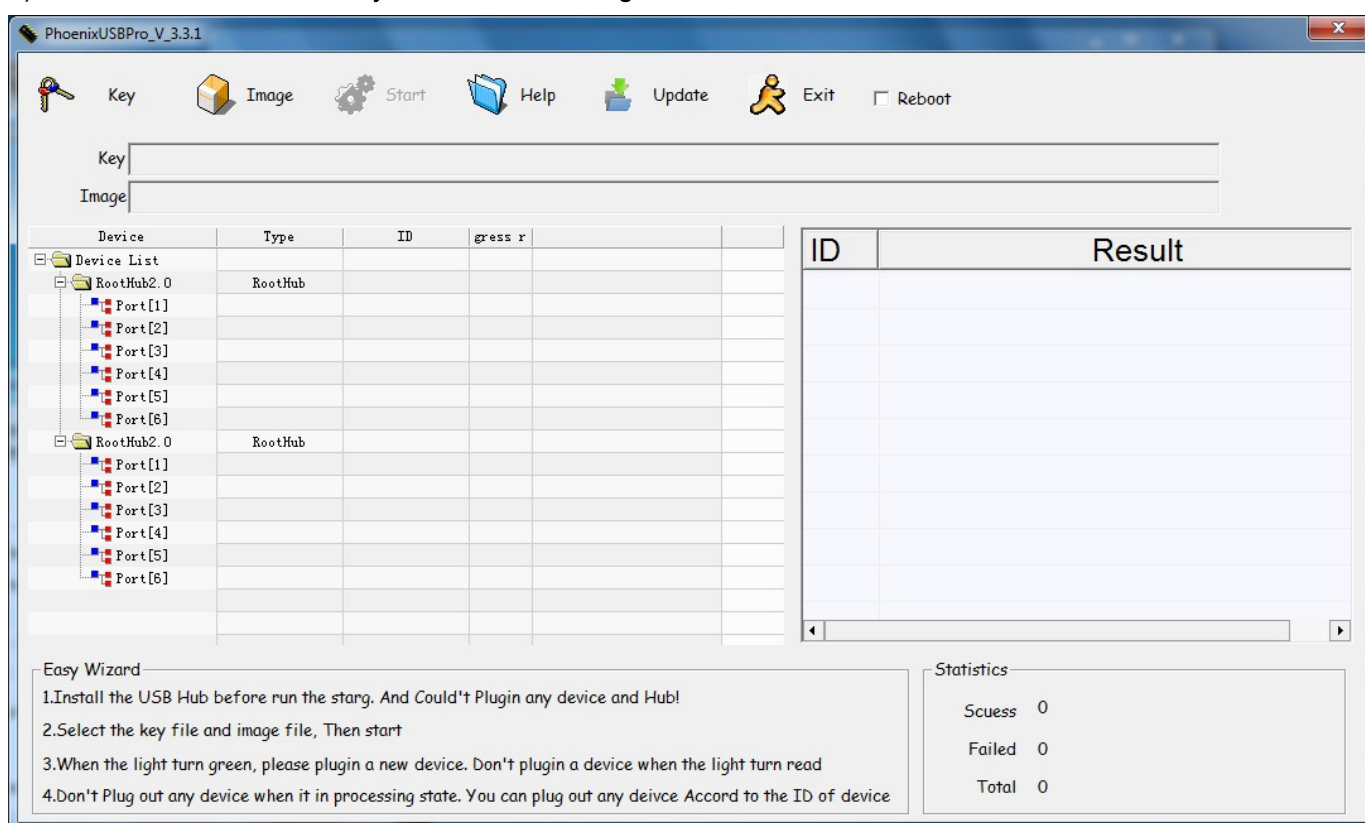 PhoenixUSBPro_V_3.3.1
Key Image Start Help Update Exit Reboot
Key
Image
Device Type ID gress r
Device List
RootHub2.0 RootHub
Port[1]
Port[2]
Port[3]
Port[4]
Port[5]
Port[6]
RootHub2.0 RootHub
Port[1]
Port[2]
Port[3]
Port[4]
Port[5]
Port[6]
ID Result
Easy Wizard
1.Install the USB Hub before run the starg. And Could't Plugin any device and Hub!
2.Select the key file and image file, Then start
3.When the light turn green, please plugin a new device. Don't plugin a device when the light turn read
4.Don't Plug out any device when it in processing state. You can plug out any deivce Accord to the ID of device
Statistics
Scuess 0
Failed 0
Total 0